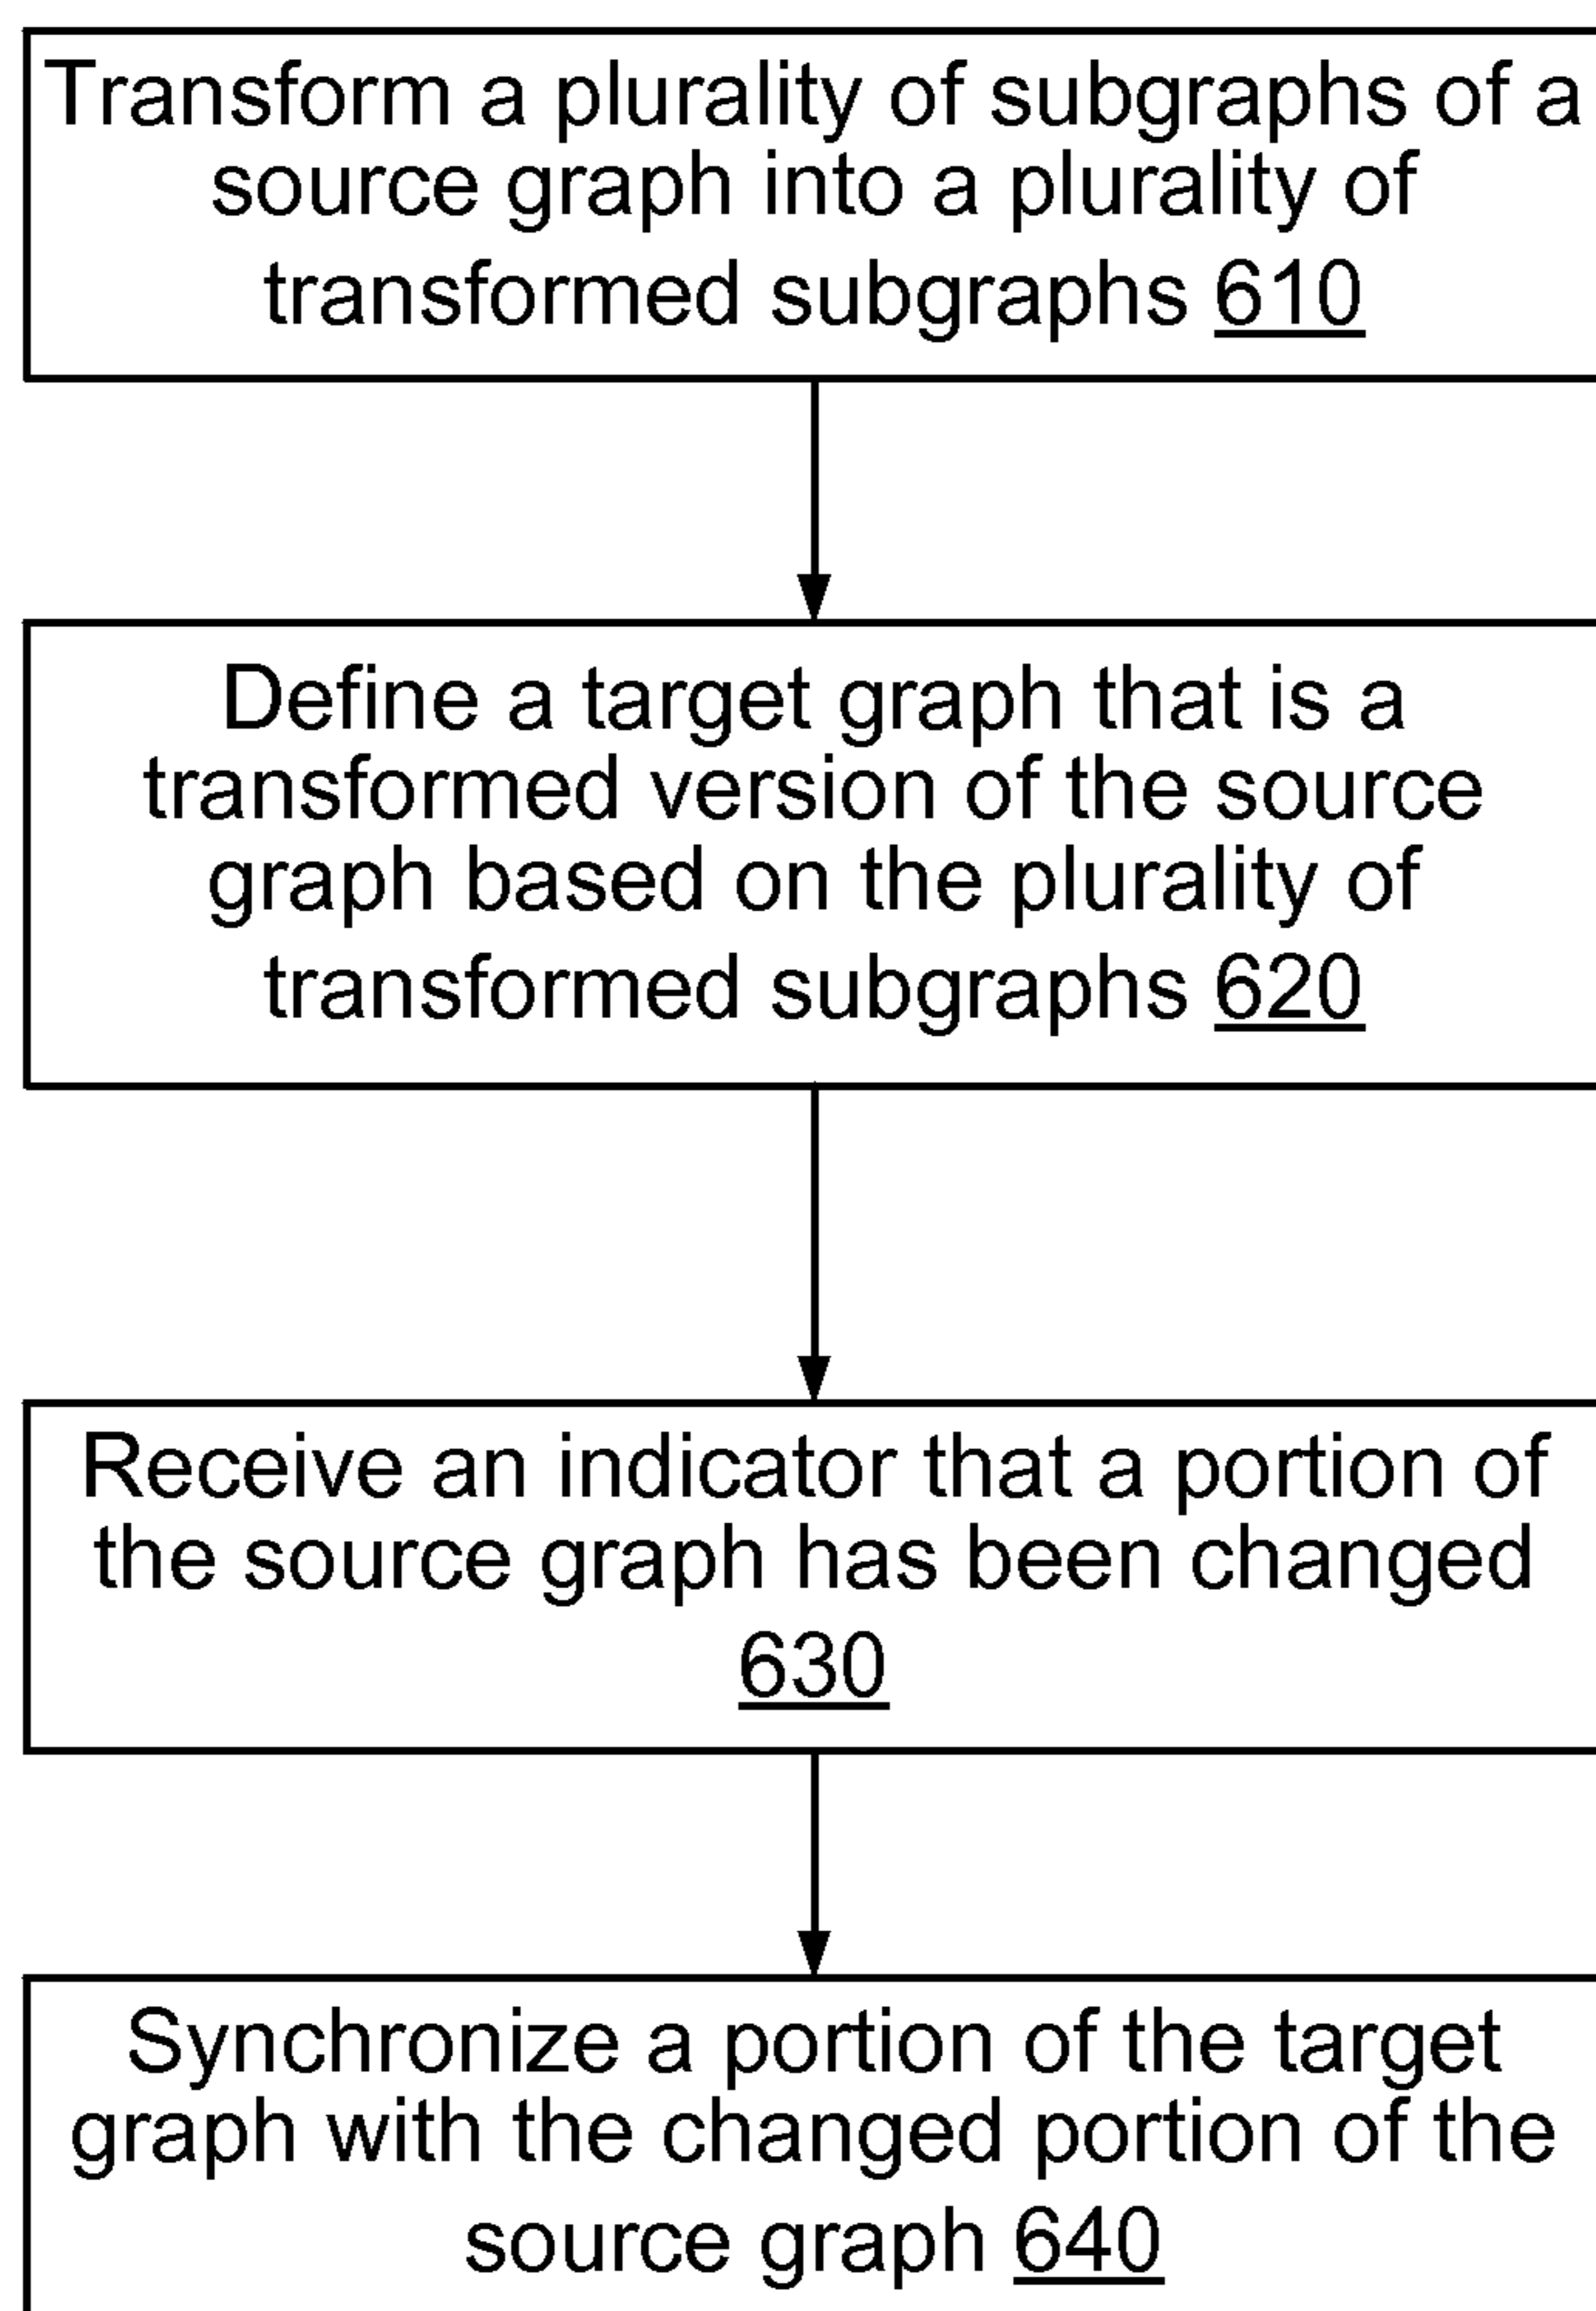 Transform a plurality of subgraphs of a
source graph into a plurality of
transformed subgraphs 610
Define a target graph that is a
transformed version of the source
graph based on the plurality of
transformed subgraphs 620
Receive an indicator that a portion of
the source graph has been changed
630
Synchronize a portion of the target
graph with the changed portion of the
source graph 640